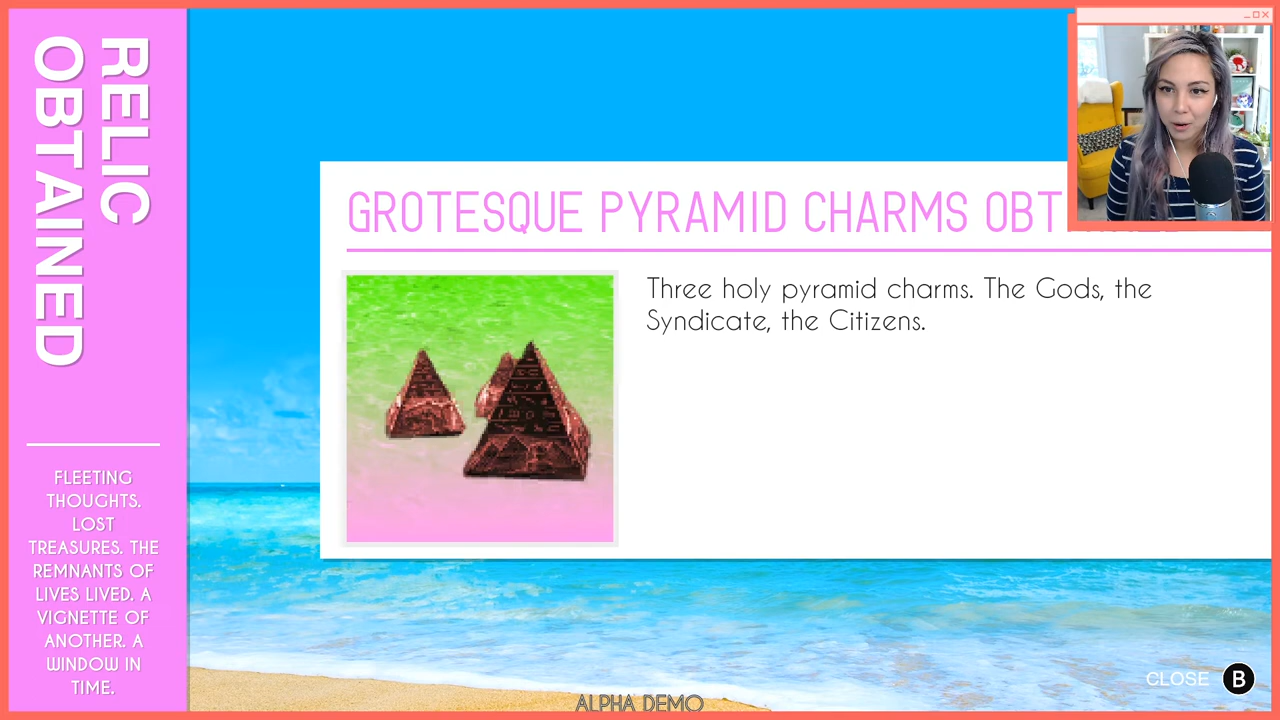 RELIC
OBTAINED
FLEETING
THOUGHTS.
LOST
TREASURES. THE
REMNANTS OF
LIVES LIVED. A
VIGNETTE OF
ANOTHER. A
WINDOW IN
TIME.
GROTESQUE PYRAMID CHARMS
Three holy pyramid charms. The Gods, the
Syndicate, the Citizens.
CLOSE B
ALPHA DEMO